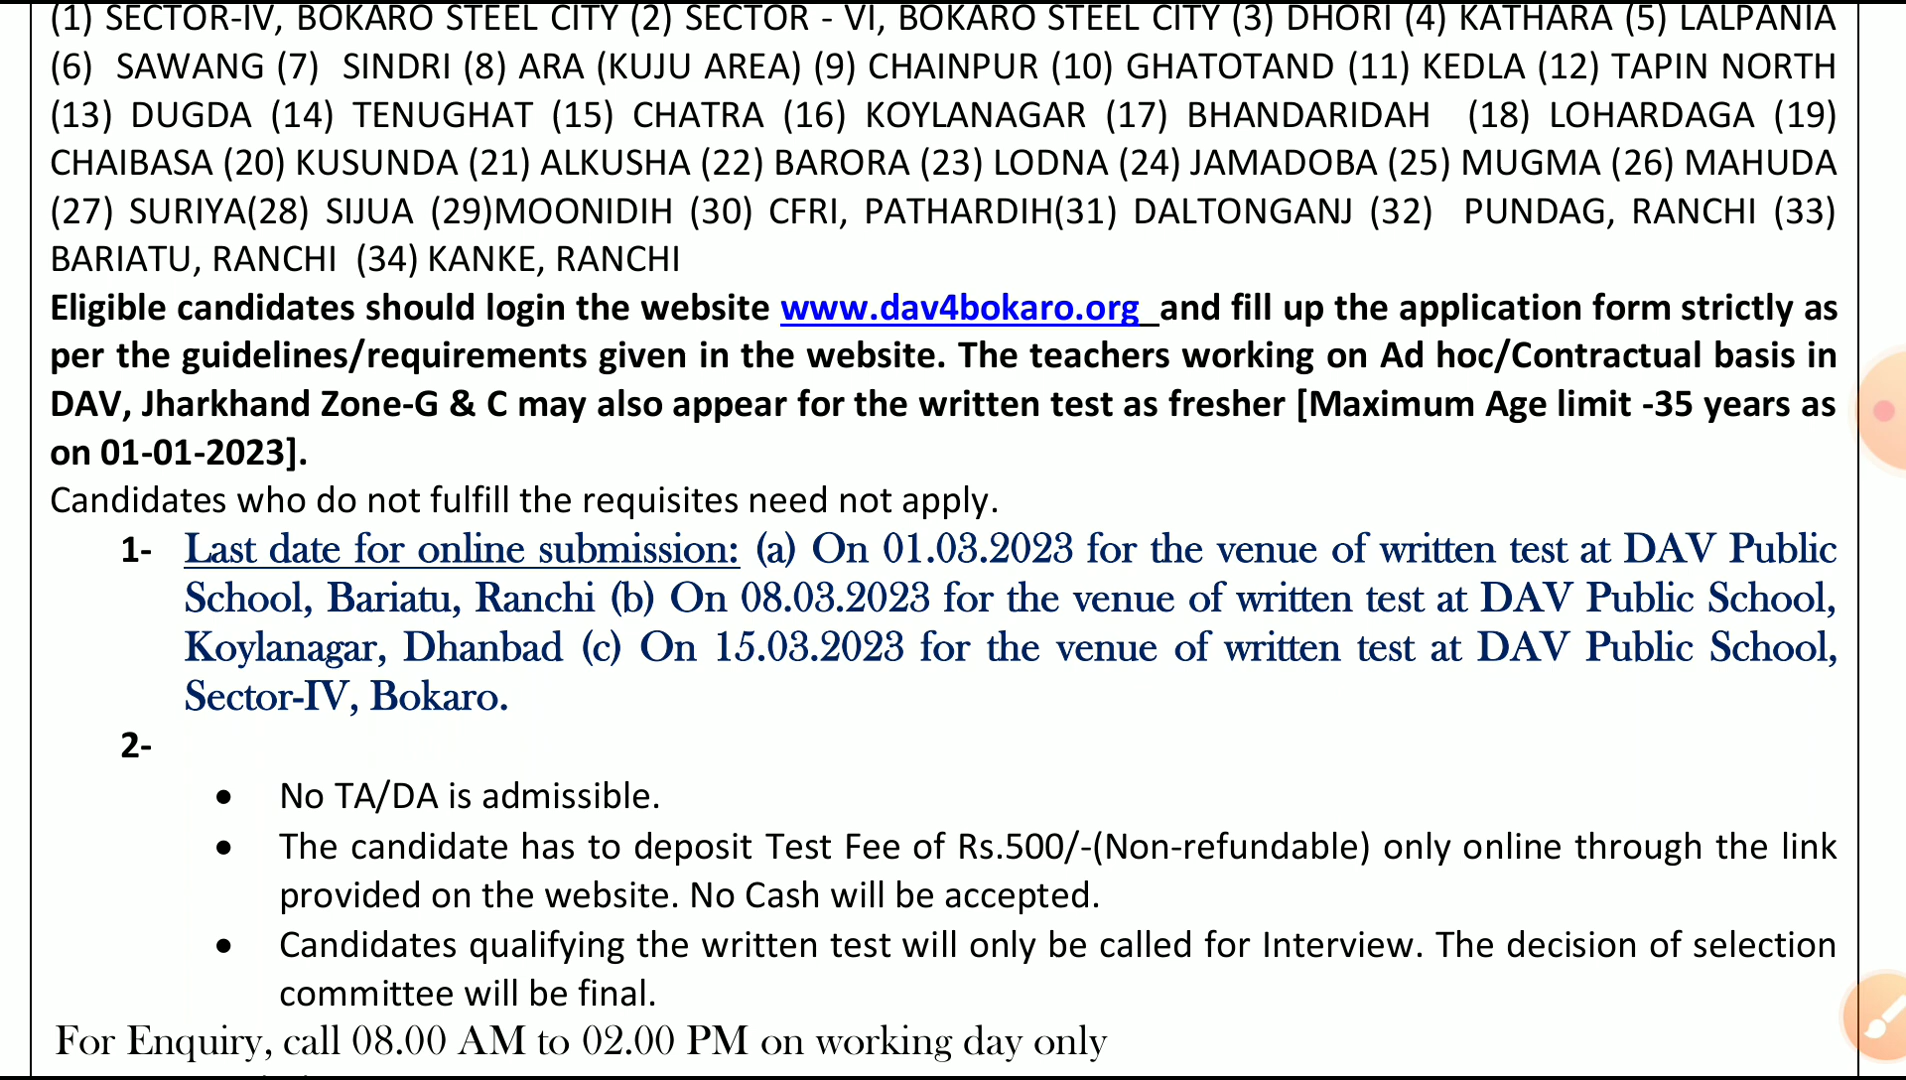 (1) SECTOR-IV, BOKARO STEEL CITY (2) SECTOR - VI, BOKARO STEEL CITY (3) DHORI (4) KATHARA (5) LALPANIA
(6) SAWANG (7) SINDRI (8) ARA (KUJU AREA) (9) CHAINPUR (10) GHATOTAND (11) KEDLA (12) TAPIN NORTH
(13) DUGDA (14) TENUGHAT (15) CHATRA (16) KOYLANAGAR (17) BHANDARIDAH (18) LOHARDAGA (19)
CHAIBASA (20) KUSUNDA (21) ALKUSHA (22) BARORA (23) LODNA (24) JAMADOBA (25) MUGMA (26) MAHUDA
(27) SURIYA(28) SIJUA (29)MOONIDIH (30) CFRI, PATHARDIH(31) DALTONGANJ (32) PUNDAG, RANCHI (33)
BARIATU, RANCHI (34) KANKE, RANCHI
Eligible candidates should login the website www.dav4bokaro.org and fill up the application form strictly as
per the guidelines/requirements given in the website. The teachers working on Ad hoc/Contractual basis in
DAV, Jharkhand Zone-G & C may also appear for the written test as fresher [Maximum Age limit -35 years as
on 01-01-2023].
Candidates who do not fulfill the requisites need not apply.
1- Last date for online submission: (a) On 01.03.2023 for the venue of written test at DAV Public
School, Bariatu, Ranchi (b) On 08.03.2023 for the venue of written test at DAV Public School,
Koylanagar, Dhanbad (c) On 15.03.2023 for the venue of written test at DAV Public School,
Sector-IV, Bokaro.
2-
• No TA/DA is admissible.
• The candidate has to deposit Test Fee of Rs.500/-(Non-refundable) only online through the link
provided on the website. No Cash will be accepted.
• Candidates qualifying the written test will only be called for Interview. The decision of selection
committee will be final.
For Enquiry, call 08.00 AM to 02.00 PM on working day only